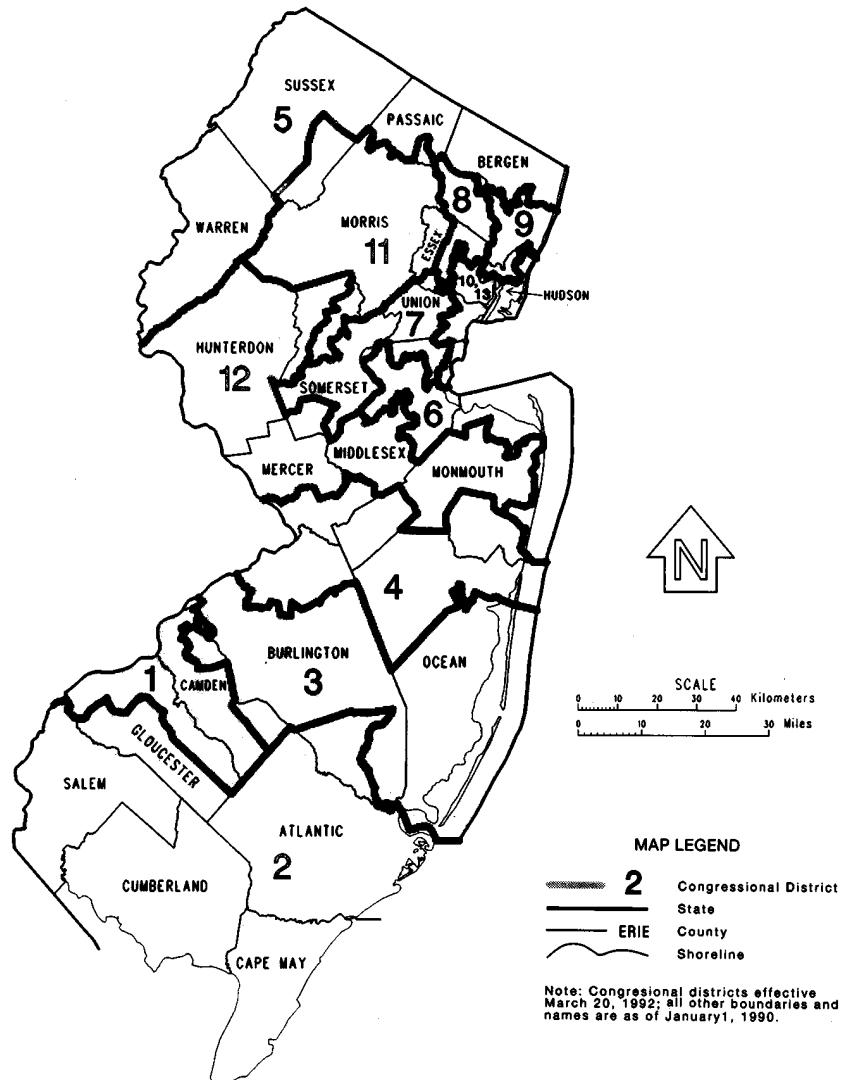 SUSSEX
5
PASSAIC
BERGEN
8
9
WARREN
MORRIS
11
ESSEX
10
13
HUDSON
UNION
7
HUNTERDON
12
SOMERSET
6
MIDDLESEX
MERCER
MONMOUTH
N
4
BURLINGTON
3
OCEAN
1
CAMDEN
SCALE
0 10 20 30 40 Kilometers
0 10 20 30 Miles
GLOUCESTER
SALEM
ATLANTIC
2
CUMBERLAND
CAPE MAY
MAP LEGEND
2 Congressional District
State
ERIE County
Shoreline
Note: Congresional districts effective
March 20, 1992; all other boundaries and
names are as of January1, 1990.